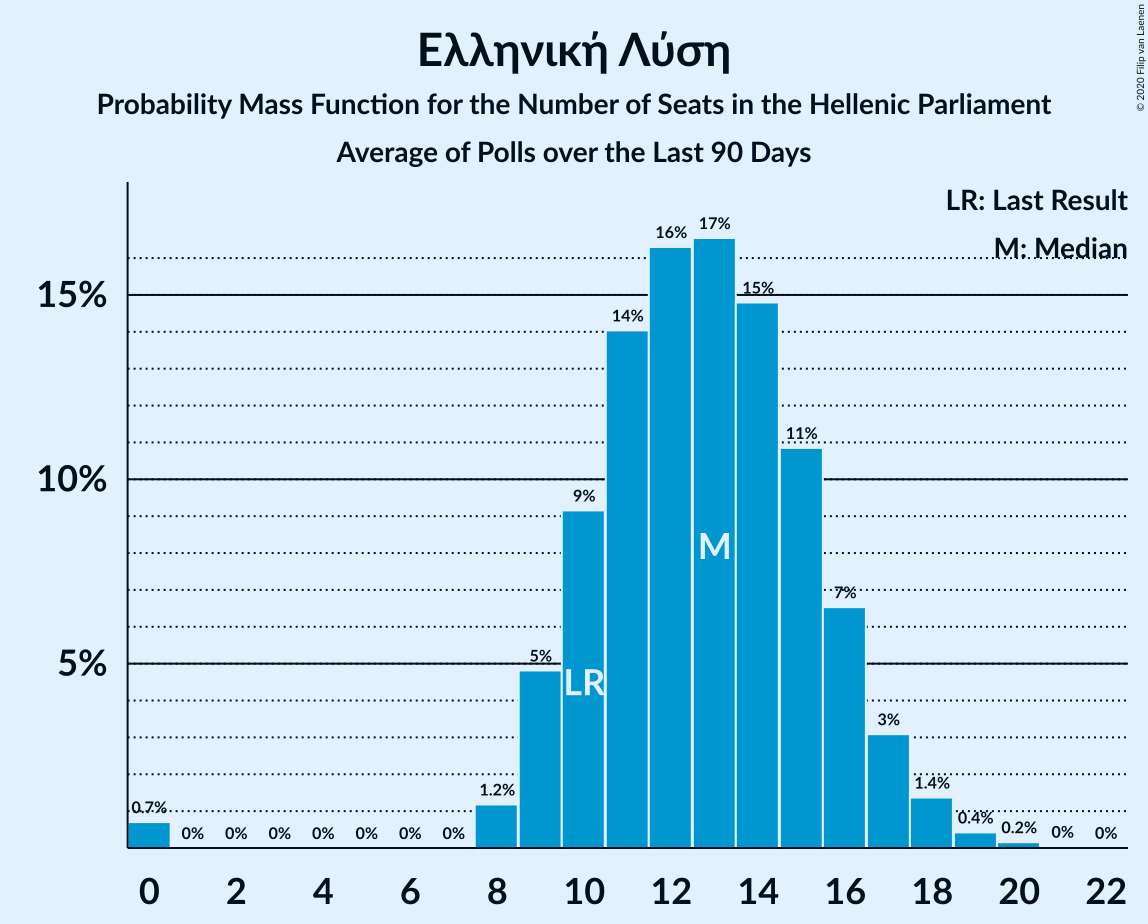 Ελληνική Λύση
Probability Mass Function for the Number of Seats in the Hellenic Parliament
Average of Polls over the Last 90 Days
© 2020 Filip van Laenen
LR: Last Result
M: Median
15%
10%
5%
0.7%
0%
0%
0%
0%
0%
0%
0%
1.2%
5%
9%
14%
16%
17%
15%
11%
7%
3%
1.4%
0.4%
0.2%
0%
0%
LR
M
0 2 4 6 8 10 12 14 16 18 20 22